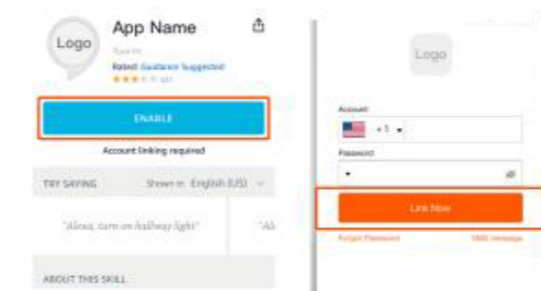 Logo
App Name
Rated: Guidance Suggested
ENABLE
Account linking required
TRY SAYING
Shown in: English (US)
"Alexa, turn on hallway light"
"Al
ABOUT THIS SKILL
Logo
Account
+1
Password
Link Now
Forgot Password
SMS message